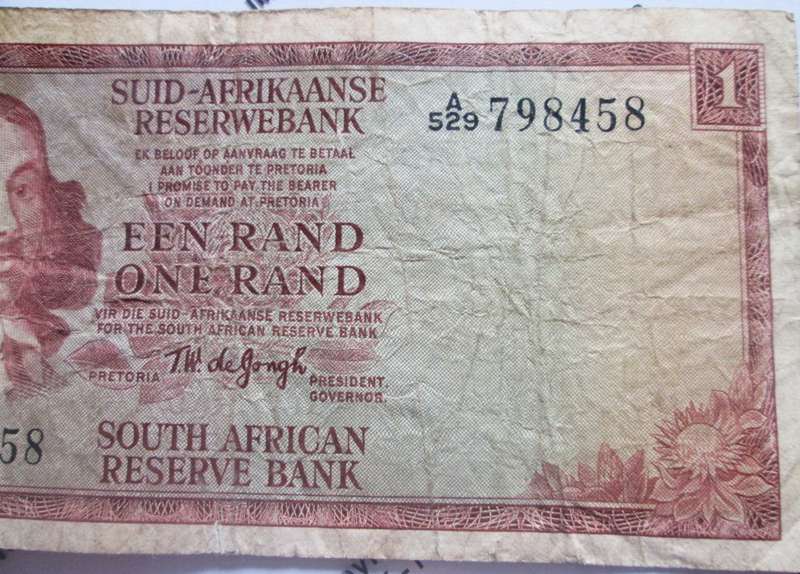 SUID-AFRIKAANSE
RESERWEBANK
A
529 798458
1
EK BELOOF OP AANVRAAG TE BETAAL
AAN TOONDER TE PRETORIA
I PROMISE TO PAY THE BEARER
ON DEMAND AT PRETORIA
EEN RAND
ONE RAND
VIR DIE SUID-AFRIKAANSE RESERWEBANK
FOR THE SOUTH AFRICAN RESERVE BANK
T.W. de Jongh
PRETORIA PRESIDENT.
GOVERNOR.
58
SOUTH AFRICAN
RESERVE BANK